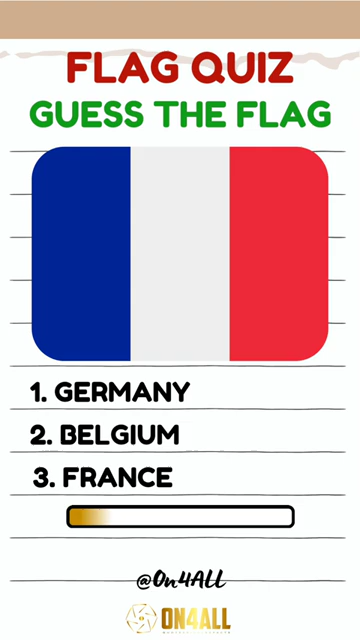 FLAG QUIZ
GUESS THE FLAG
1. GERMANY
2. BELGIUM
3. FRANCE
@On4ALL
ON4ALL